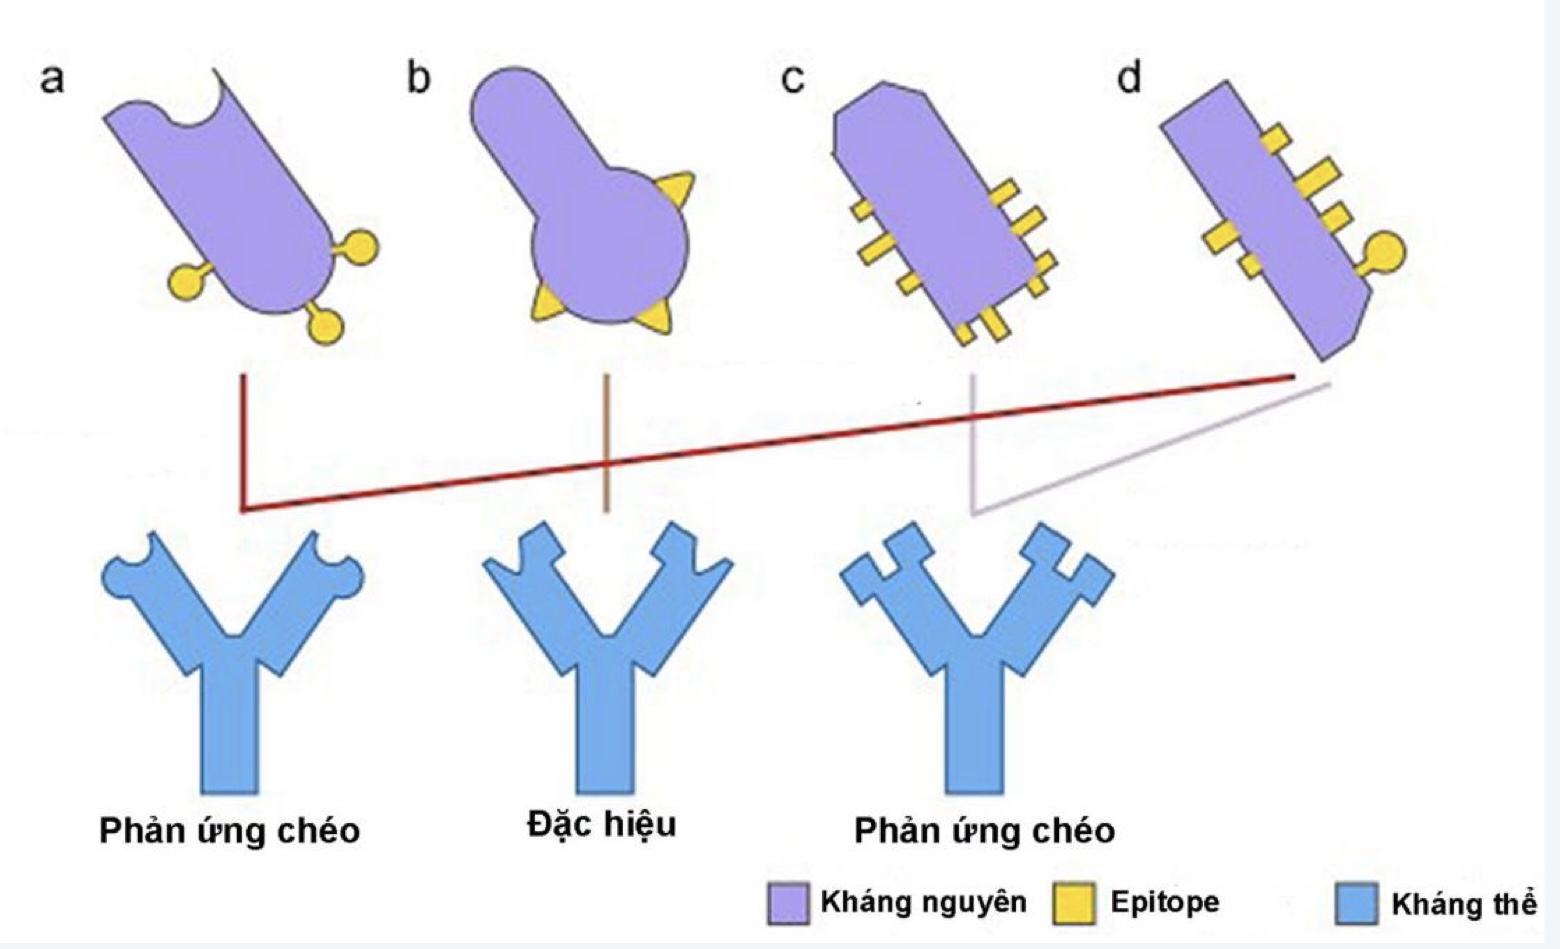 a b c d
Phản ứng chéo Đặc hiệu Phản ứng chéo
Kháng nguyên Epitope Kháng thể